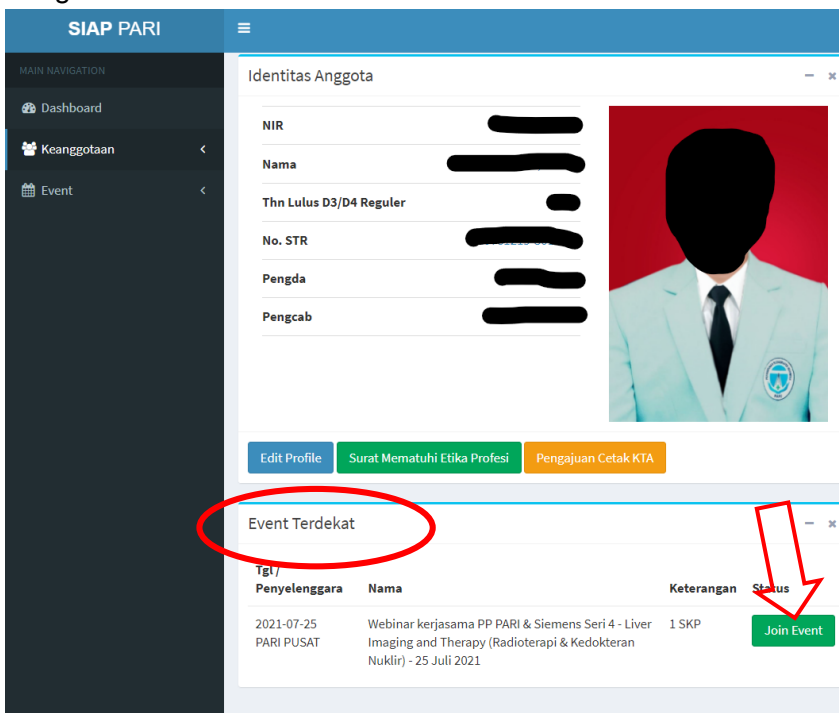 SIAP PARI
MAIN NAVIGATION
Dashboard
Keanggotaan
Event
Identitas Anggota
NIR
Nama
Thn Lulus D3/D4 Reguler
No. STR
Pengda
Pengcab
Edit Profile
Surat Mematuhi Etika Profesi
Pengajuan Cetak KTA
Event Terdekat
Tgl /
Penyelenggara Nama Keterangan Status
2021-07-25 Webinar kerjasama PP PARI & Siemens Seri 4 - Liver 1 SKP Join Event
PARI PUSAT Imaging and Therapy (Radioterapi & Kedokteran
Nuklir) - 25 Juli 2021